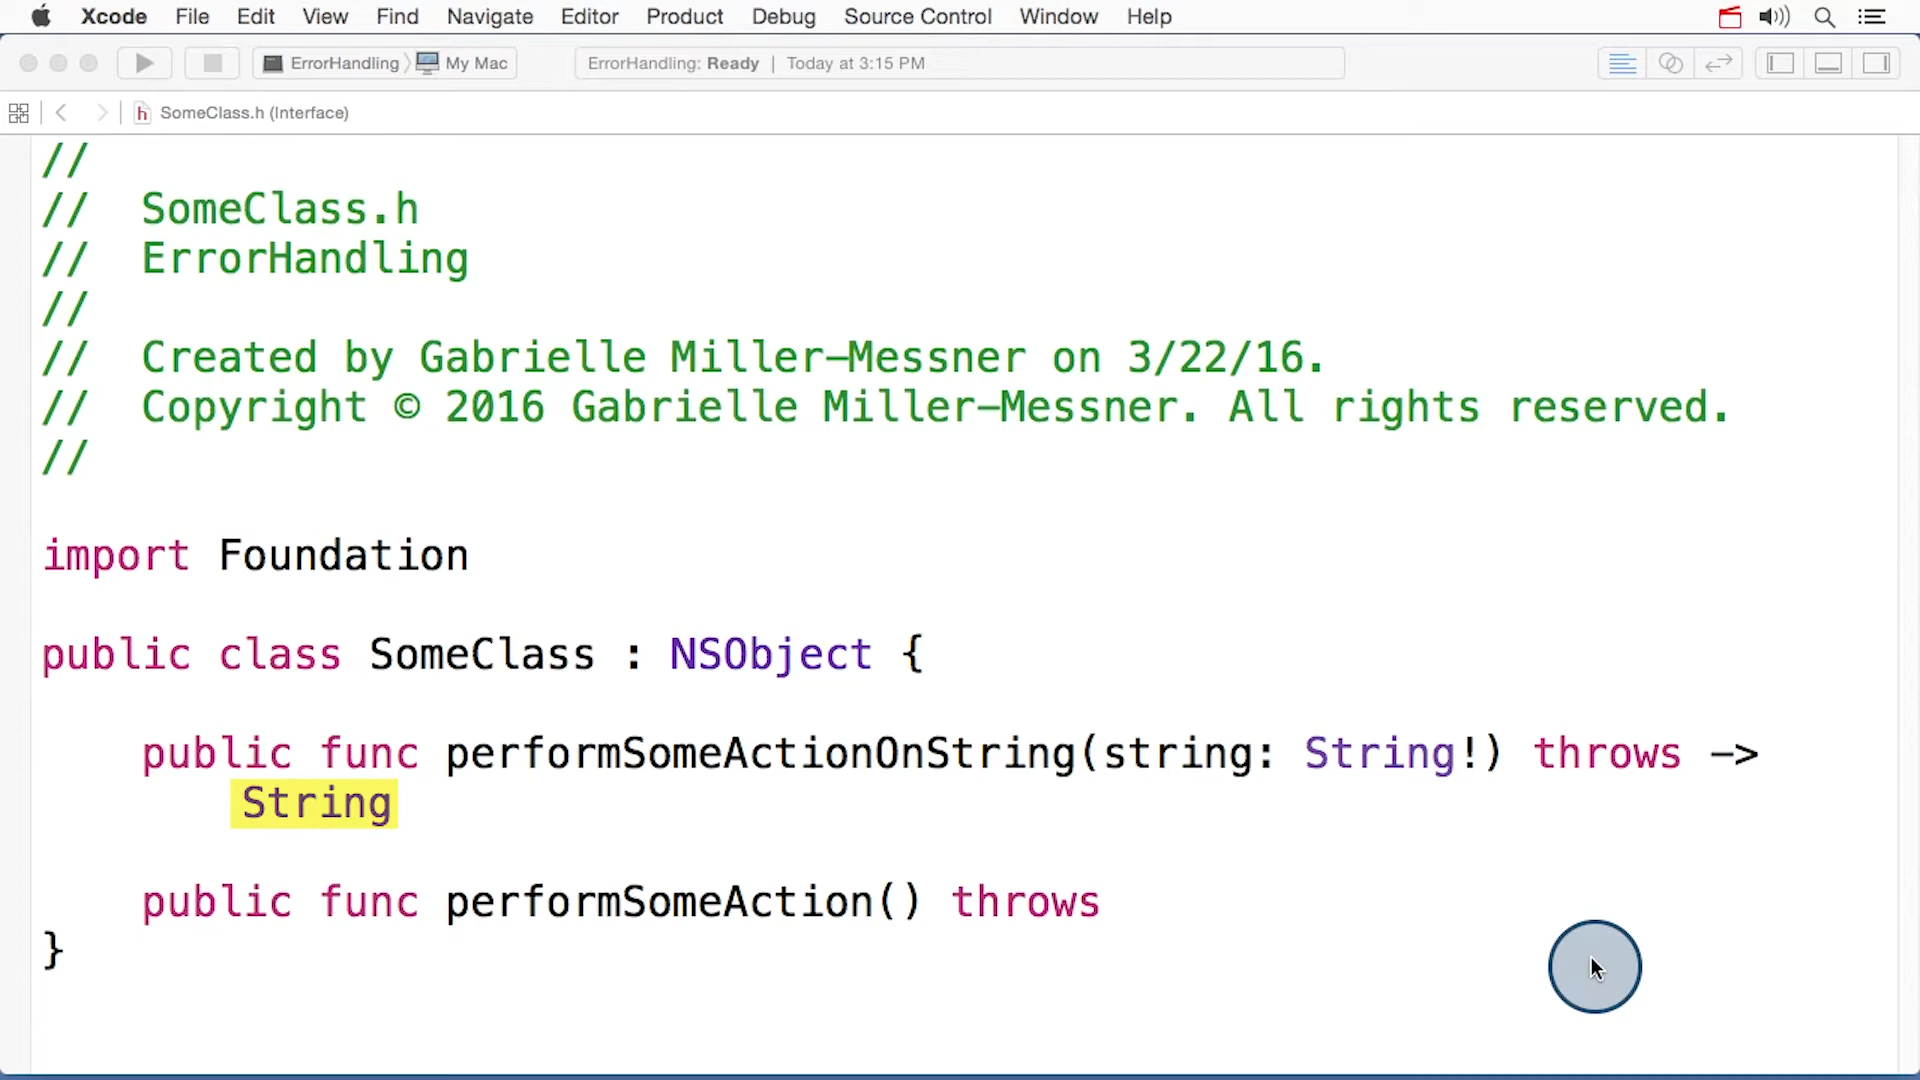 Xcode File Edit View Find Navigate Editor Product Debug Source Control Window Help
ErrorHandling My Mac ErrorHandling: Ready | Today at 3:15 PM
h SomeClass.h (Interface)
//
// SomeClass.h
// ErrorHandling
//
// Created by Gabrielle Miller-Messner on 3/22/16.
// Copyright © 2016 Gabrielle Miller-Messner. All rights reserved.
//
import Foundation
public class SomeClass : NSObject {
public func performSomeActionOnString(string: String!) throws ->
String
public func performSomeAction() throws
}